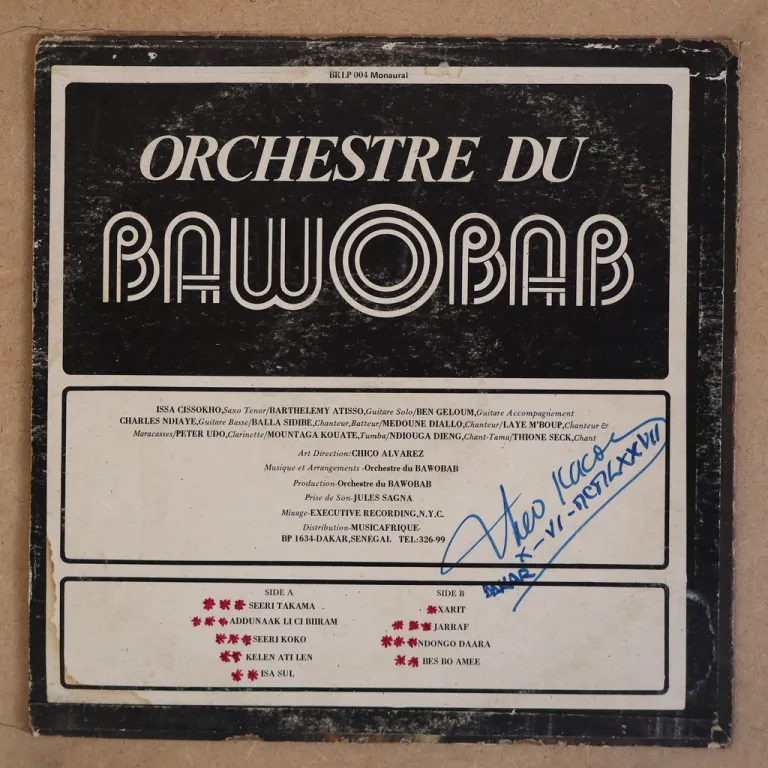 BRLP 004 Monaural
ORCHESTRE DU
BAWOBAB
ISSA CISSOKHO,Saxo Tenor/BARTHELEMY ATISSO,Guitare Solo/BEN GELOUM,Guitare Accompagnement
CHARLES NDIAYE,Guitare Basse/BALLA SIDIBE,Chanteur,Batteur/MEDOUNE DIALLO,Chanteur/LAYE M'BOUP,Chanteur &
Maracasses/PETER UDO,Clarinette/MOUNTAGA KOUATE,Tumba/NDIOUGA DIENG,Chant-Tama/THIONE SECK,Chant
Art Direction:CHICO ALVAREZ
Musique et Arrangements -Orchestre du BAWOBAB
Production-Orchestre du BAWOBAB
Prise de Son-JULES SAGNA
Mixage-EXECUTIVE RECORDING,N.Y.C.
Distribution-MUSICAFRIQUE-
BP 1634-DAKAR,SENEGAL TEL:326-99
Theo
X-VI-MCMLXXVII
DAKAR
SIDE A
SEERI TAKAMA
ADDUNAAK LI CI BIIRAM
SEERI KOKO
KELEN ATI LEN
ISA SUL
SIDE B
XARIT
JARRAF
NDONGO DAARA
BES BO AMEE